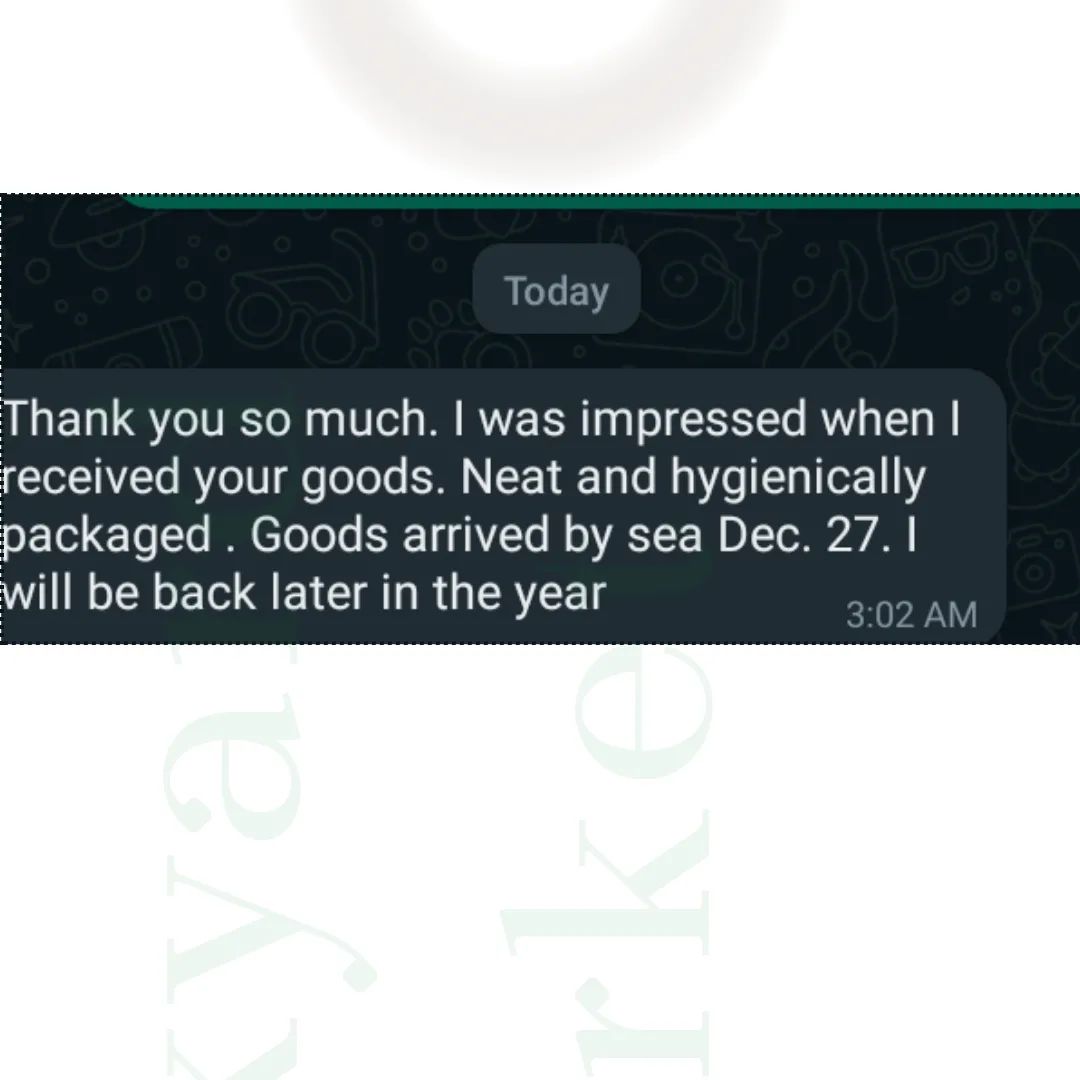 Today
Thank you so much. I was impressed when I
received your goods. Neat and hygienically
packaged . Goods arrived by sea Dec. 27. I
will be back later in the year
3:02 AM